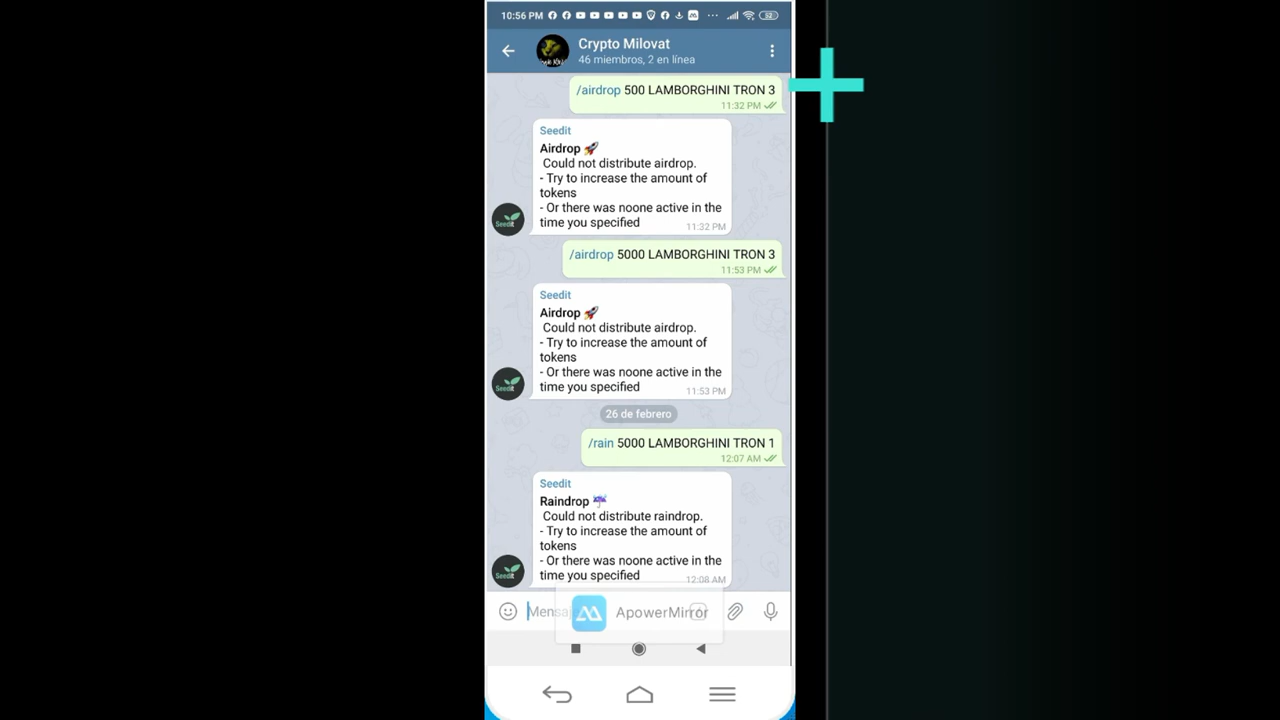 10:56 PM
52
Crypto Milovat
46 miembros, 2 en línea
/airdrop 500 LAMBORGHINI TRON 3
11:32 PM
Seedit
Airdrop 🚀
Could not distribute airdrop.
- Try to increase the amount of
tokens
- Or there was noone active in the
time you specified
11:32 PM
Seedit
/airdrop 5000 LAMBORGHINI TRON 3
11:53 PM
Seedit
Airdrop 🚀
Could not distribute airdrop.
- Try to increase the amount of
tokens
- Or there was noone active in the
time you specified
11:53 PM
Seedit
26 de febrero
/rain 5000 LAMBORGHINI TRON 1
12:07 AM
Seedit
Raindrop ☔
Could not distribute raindrop.
- Try to increase the amount of
tokens
- Or there was noone active in the
time you specified
12:08 AM
Seedit
Mensaj
ApowerMirror